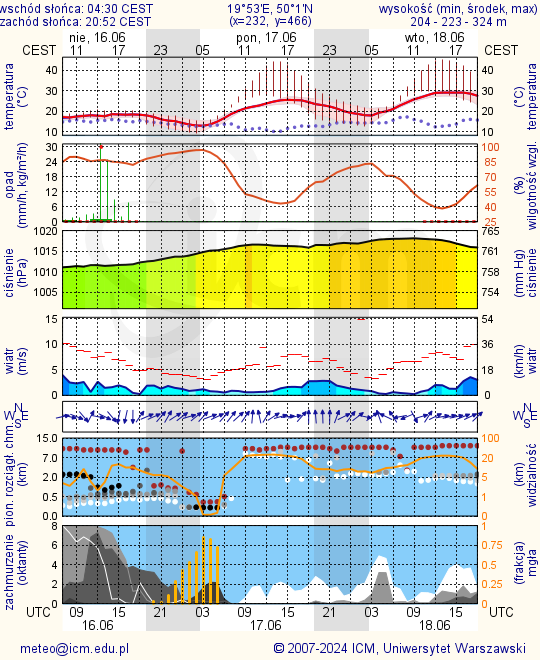 wschód słońca: 04:30 CEST 19°53'E, 50°1'N wysokość (min, środek, max)
zachód słońca: 20:52 CEST (x=232, y=466) 204 - 223 - 324 m
nie, 16.06 pon, 17.06 wto, 18.06
CEST 11 17 23 05 11 17 23 05 11 17 CEST
temperatura (°C) 40 30 20 10 40 30 20 10 (°C) temperatura
opad (mm/h, kg/m²/h) 30 24 18 12 6 0 100 85 70 55 40 25 (%) wilgotność wzgl.
ciśnienie (hPa) 1020 1015 1010 1005 765 761 758 754 (mm Hg) ciśnienie
wiatr (m/s) 15 10 5 0 54 36 18 0 (km/h) wiatr
N W E S N W E S
pion. rozciągł. chm. (km) 15.0 7.0 2.0 0.5 0.0 100 20 5 1 0 (km) widzialność
zachmurzenie (oktanty) 8 6 4 2 0 1 0.75 0.5 0.25 0 (frakcja) mgła
UTC 09 15 21 03 09 15 21 03 09 15 UTC
16.06 17.06 18.06
meteo@icm.edu.pl © 2007-2024 ICM, Uniwersytet Warszawski